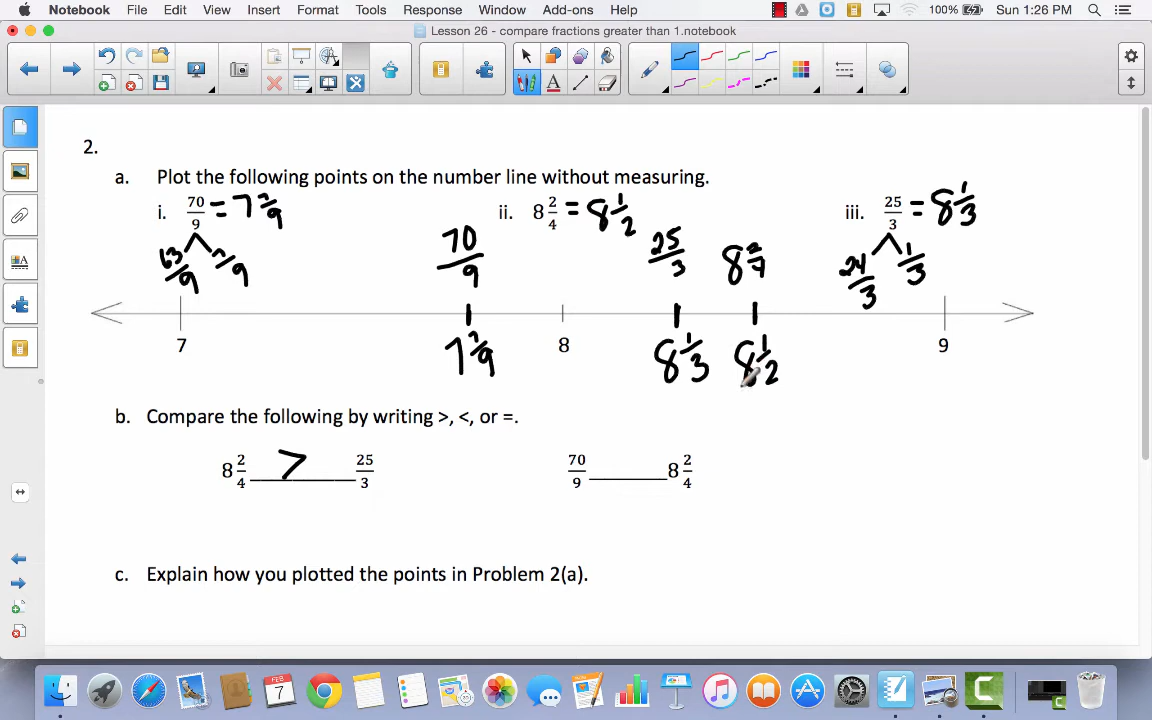 Notebook File Edit View Insert Format Tools Response Window Add-ons Help 100% Sun 1:26 PM
Lesson 26 - compare fractions greater than 1.notebook
2.
a. Plot the following points on the number line without measuring.
i. 70/9 = 7 7/9 ii. 8 2/4 = 8 1/2 iii. 25/3 = 8 1/3
63/9 7/9 24/3 1/3
70/9 25/3 8 2/4
7 7 7/9 8 8 1/3 8 1/2 9
b. Compare the following by writing >, <, or =.
8 2/4 > 25/3 70/9 ______ 8 2/4
c. Explain how you plotted the points in Problem 2(a).
FEB
7